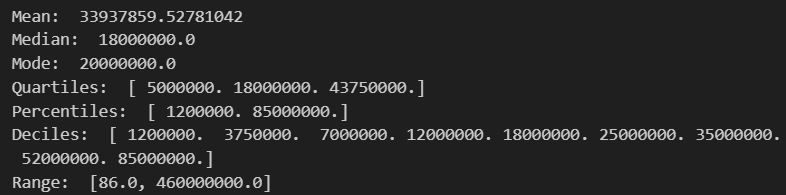 Mean:  33937859.52781042
Median:  18000000.0
Mode:  20000000.0
Quartiles:  [ 5000000. 18000000. 43750000.]
Percentiles:  [ 1200000. 85000000.]
Deciles:  [ 1200000.  3750000.  7000000. 12000000. 18000000. 25000000. 35000000.
 52000000. 85000000.]
Range:  [86.0, 460000000.0]